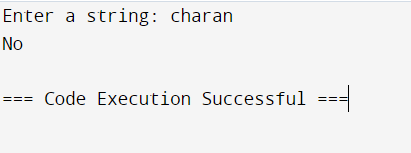 Enter a string: charan
No
=== Code Execution Successful ===